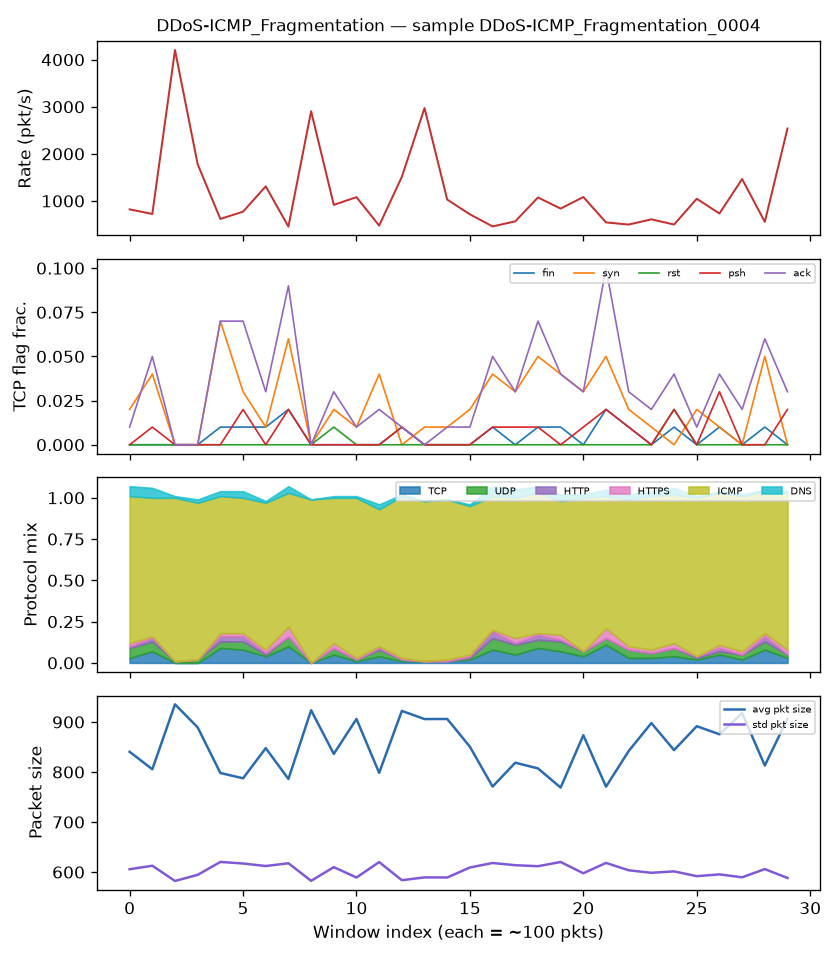 DDoS-ICMP_Fragmentation — sample DDoS-ICMP_Fragmentation_0004
4000
3000
2000
1000
Rate (pkt/s)
0.100
0.075
0.050
0.025
0.000
TCP flag frac.
fin syn rst psh ack
1.00
0.75
0.50
0.25
0.00
Protocol mix
TCP UDP HTTP HTTPS ICMP DNS
900
800
700
600
Packet size
avg pkt size
std pkt size
0 5 10 15 20 25 30
Window index (each = ~100 pkts)